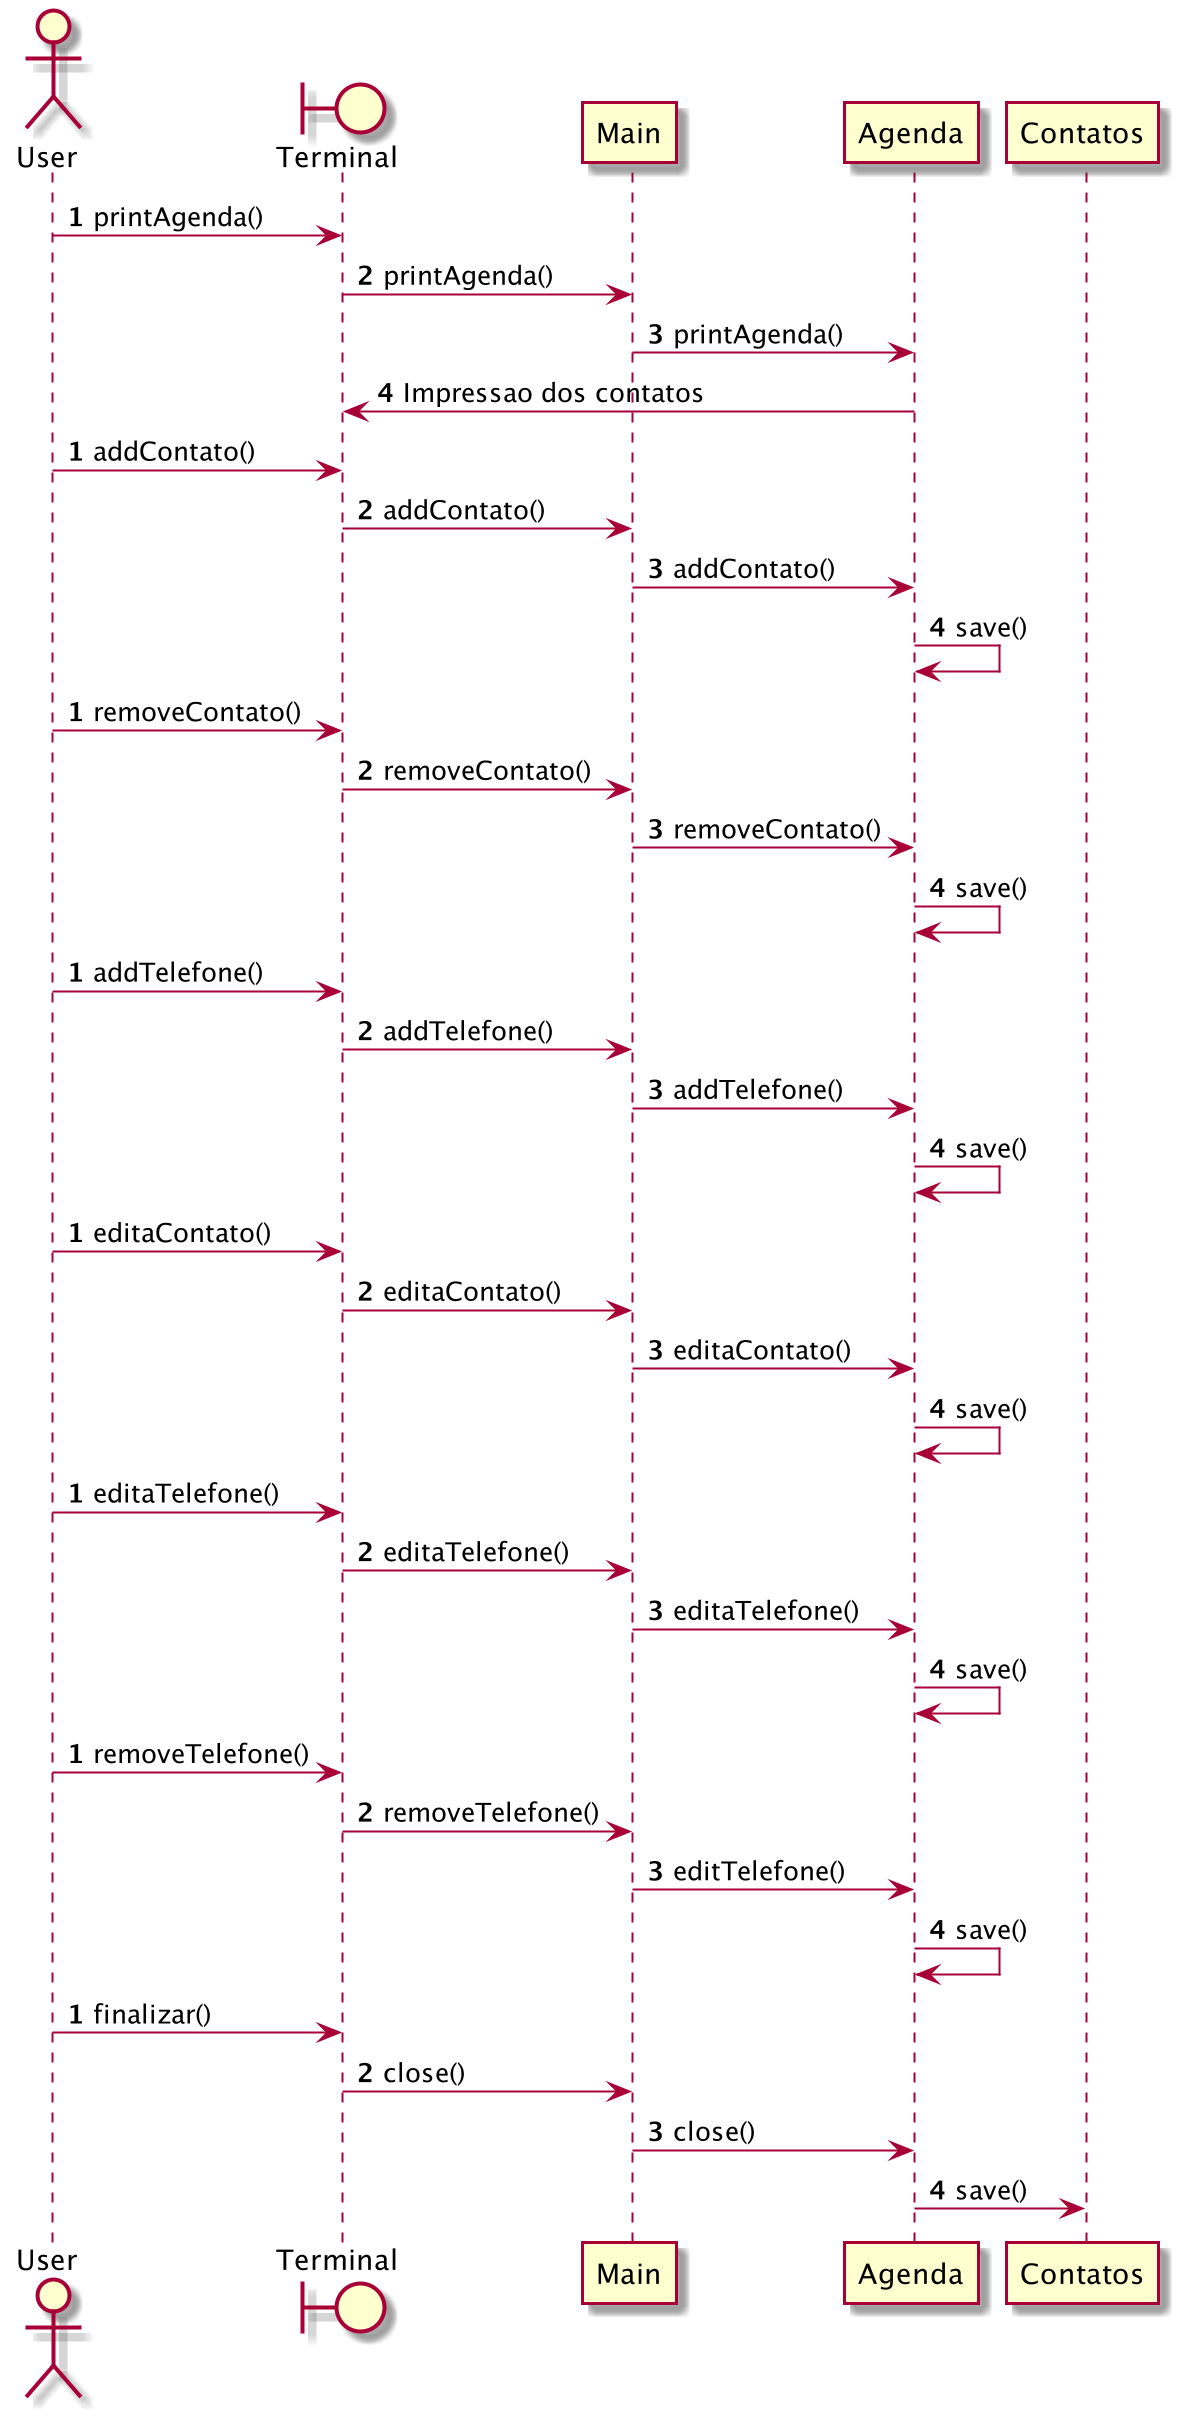 User
Terminal
Main
Agenda
Contatos
1 printAgenda()
2 printAgenda()
3 printAgenda()
4 Impressao dos contatos
1 addContato()
2 addContato()
3 addContato()
4 save()
1 removeContato()
2 removeContato()
3 removeContato()
4 save()
1 addTelefone()
2 addTelefone()
3 addTelefone()
4 save()
1 editaContato()
2 editaContato()
3 editaContato()
4 save()
1 editaTelefone()
2 editaTelefone()
3 editaTelefone()
4 save()
1 removeTelefone()
2 removeTelefone()
3 editTelefone()
4 save()
1 finalizar()
2 close()
3 close()
4 save()
User
Terminal
Main
Agenda
Contatos